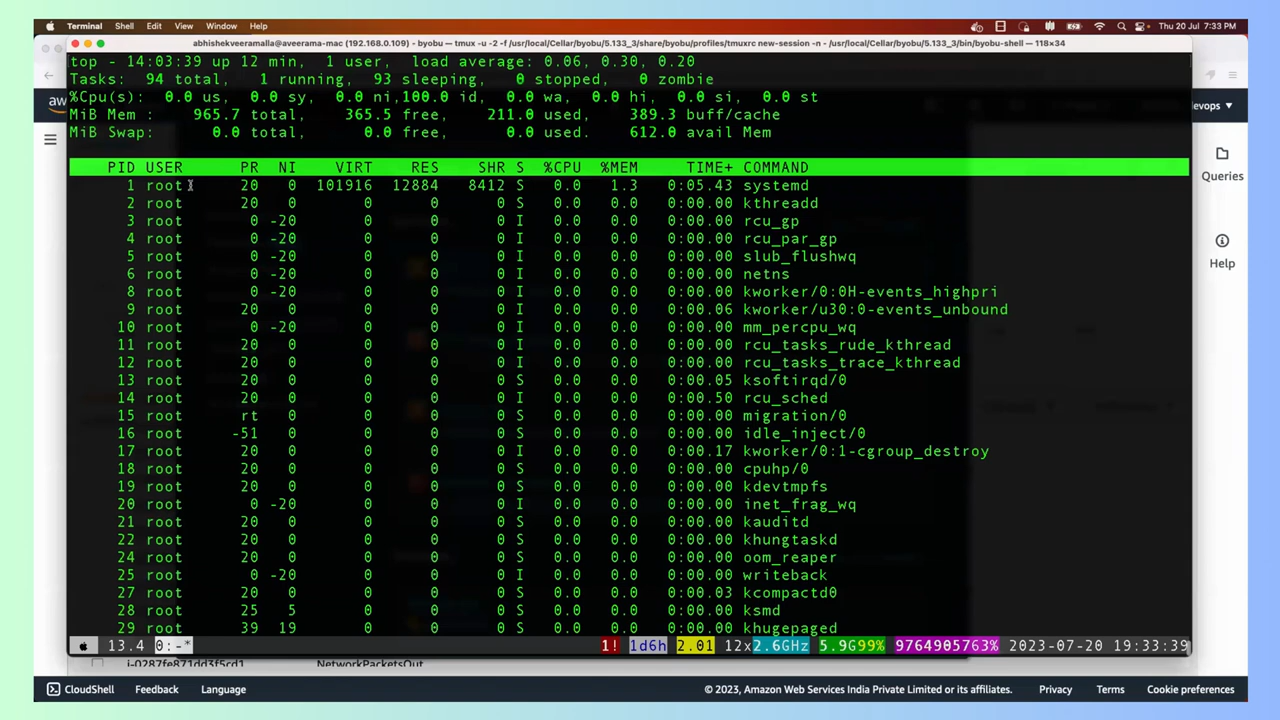 Terminal Shell Edit View Window Help Thu 20 Jul 7:33 PM
abhishekveeramalla@aveerama-mac (192.168.0.109) - byobu — tmux -u -2 -f /usr/local/Cellar/byobu/5.133_3/share/byobu/profiles/tmuxrc new-session -n - /usr/local/Cellar/byobu/5.133_3/bin/byobu-shell — 118×34
top - 14:03:39 up 12 min, 1 user, load average: 0.06, 0.30, 0.20
Tasks: 94 total, 1 running, 93 sleeping, 0 stopped, 0 zombie
%Cpu(s): 0.0 us, 0.0 sy, 0.0 ni,100.0 id, 0.0 wa, 0.0 hi, 0.0 si, 0.0 st
MiB Mem : 965.7 total, 365.5 free, 211.0 used, 389.3 buff/cache
MiB Swap: 0.0 total, 0.0 free, 0.0 used. 612.0 avail Mem
aw
evops
PID USER PR NI VIRT RES SHR S %CPU %MEM TIME+ COMMAND
1 root 20 0 101916 12884 8412 S 0.0 1.3 0:05.43 systemd
2 root 20 0 0 0 0 S 0.0 0.0 0:00.00 kthreadd
3 root 0 -20 0 0 0 I 0.0 0.0 0:00.00 rcu_gp
4 root 0 -20 0 0 0 I 0.0 0.0 0:00.00 rcu_par_gp
5 root 0 -20 0 0 0 I 0.0 0.0 0:00.00 slub_flushwq
6 root 0 -20 0 0 0 I 0.0 0.0 0:00.00 netns
8 root 0 -20 0 0 0 I 0.0 0.0 0:00.00 kworker/0:0H-events_highpri
9 root 20 0 0 0 0 I 0.0 0.0 0:00.06 kworker/u30:0-events_unbound
10 root 0 -20 0 0 0 I 0.0 0.0 0:00.00 mm_percpu_wq
11 root 20 0 0 0 0 I 0.0 0.0 0:00.00 rcu_tasks_rude_kthread
12 root 20 0 0 0 0 I 0.0 0.0 0:00.00 rcu_tasks_trace_kthread
13 root 20 0 0 0 0 S 0.0 0.0 0:00.05 ksoftirqd/0
14 root 20 0 0 0 0 I 0.0 0.0 0:00.50 rcu_sched
15 root rt 0 0 0 0 S 0.0 0.0 0:00.00 migration/0
16 root -51 0 0 0 0 S 0.0 0.0 0:00.00 idle_inject/0
17 root 20 0 0 0 0 I 0.0 0.0 0:00.17 kworker/0:1-cgroup_destroy
18 root 20 0 0 0 0 S 0.0 0.0 0:00.00 cpuhp/0
19 root 20 0 0 0 0 S 0.0 0.0 0:00.00 kdevtmpfs
20 root 0 -20 0 0 0 I 0.0 0.0 0:00.00 inet_frag_wq
21 root 20 0 0 0 0 S 0.0 0.0 0:00.00 kauditd
22 root 20 0 0 0 0 S 0.0 0.0 0:00.00 khungtaskd
24 root 20 0 0 0 0 S 0.0 0.0 0:00.00 oom_reaper
25 root 0 -20 0 0 0 I 0.0 0.0 0:00.00 writeback
27 root 20 0 0 0 0 S 0.0 0.0 0:00.03 kcompactd0
28 root 25 5 0 0 0 S 0.0 0.0 0:00.00 ksmd
29 root 39 19 0 0 0 S 0.0 0.0 0:00.00 khugepaged
13.4 0:-* 1! 1d6h 2.01 12x2.6GHz 5.9G99% 9764905763% 2023-07-20 19:33:39
Queries
Help
i-0287fe871dd3f5cd1 NetworkPacketsOut
CloudShell Feedback Language © 2023, Amazon Web Services India Private Limited or its affiliates. Privacy Terms Cookie preferences